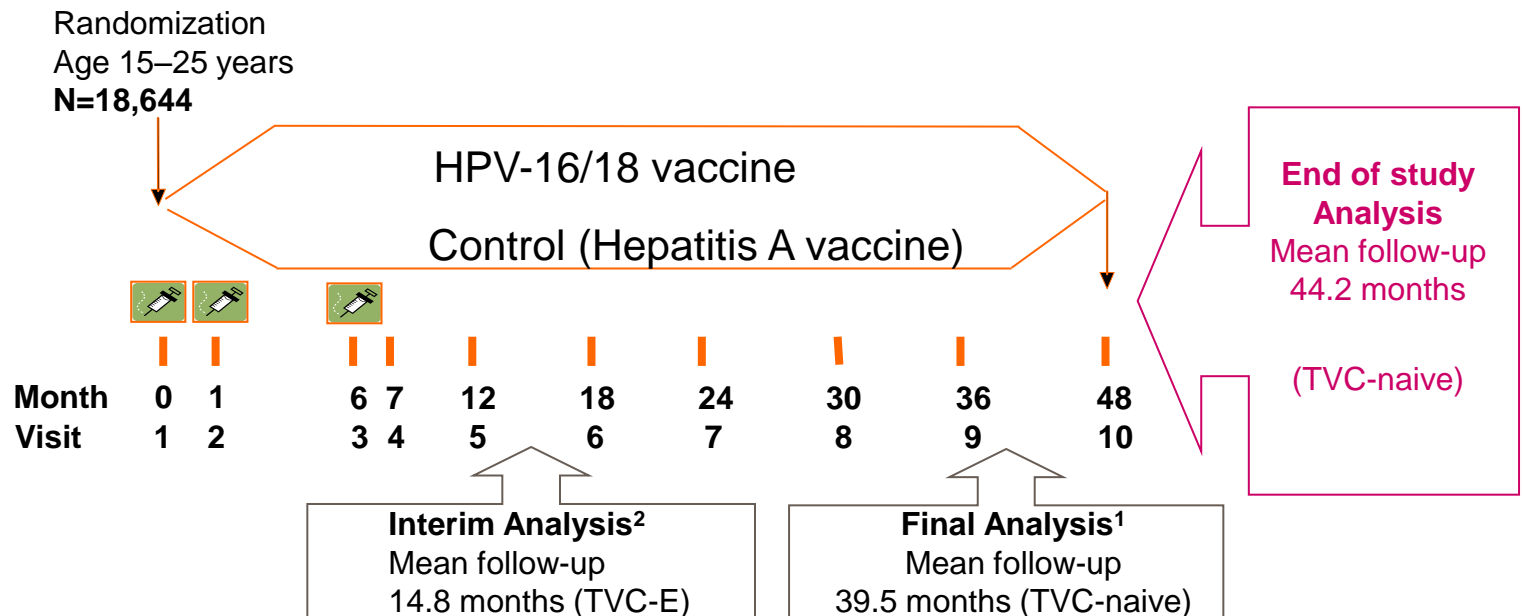 Randomization
Age 15–25 years
N=18,644
HPV-16/18 vaccine
Control (Hepatitis A vaccine)
Month 0 1 6 7 12 18 24 30 36 48
Visit 1 2 3 4 5 6 7 8 9 10
Interim Analysis²
Mean follow-up
14.8 months (TVC-E)
Final Analysis¹
Mean follow-up
39.5 months (TVC-naive)
End of study
Analysis
Mean follow-up
44.2 months
(TVC-naive)